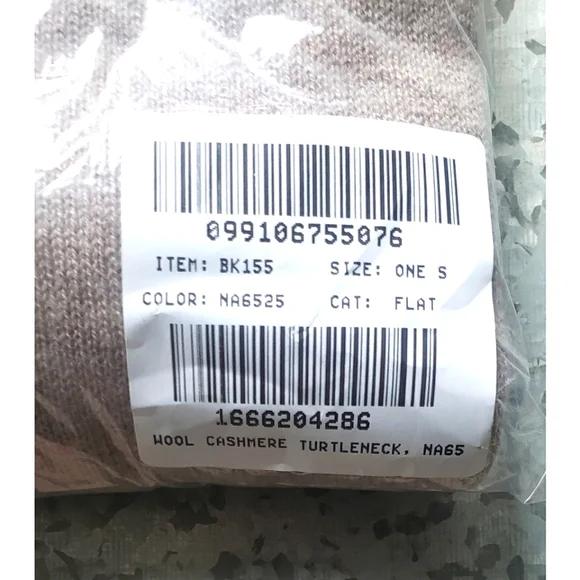 099106755076
ITEM: BK155 SIZE: ONE S
COLOR: NA6525 CAT: FLAT
1666204286
WOOL CASHMERE TURTLENECK, NA65